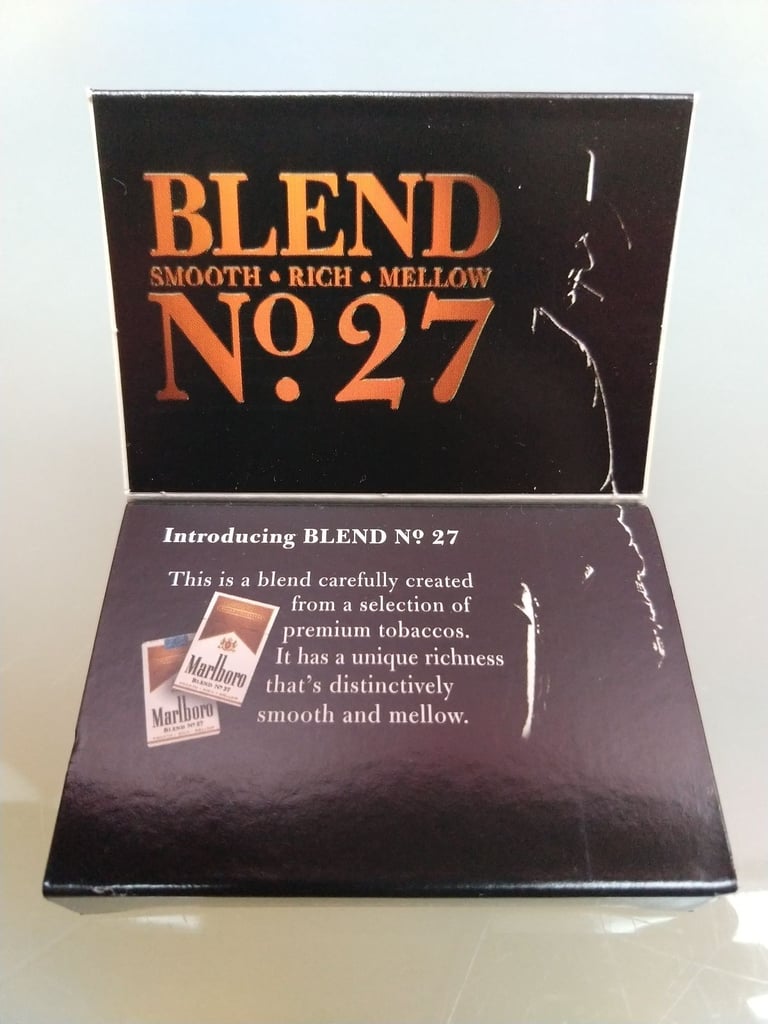 BLEND
SMOOTH • RICH • MELLOW
Nº 27
Introducing BLEND Nº 27
This is a blend carefully created
from a selection of
premium tobaccos.
It has a unique richness
that's distinctively
smooth and mellow.
Marlboro
BLEND Nº 27
Marlboro
BLEND Nº 27